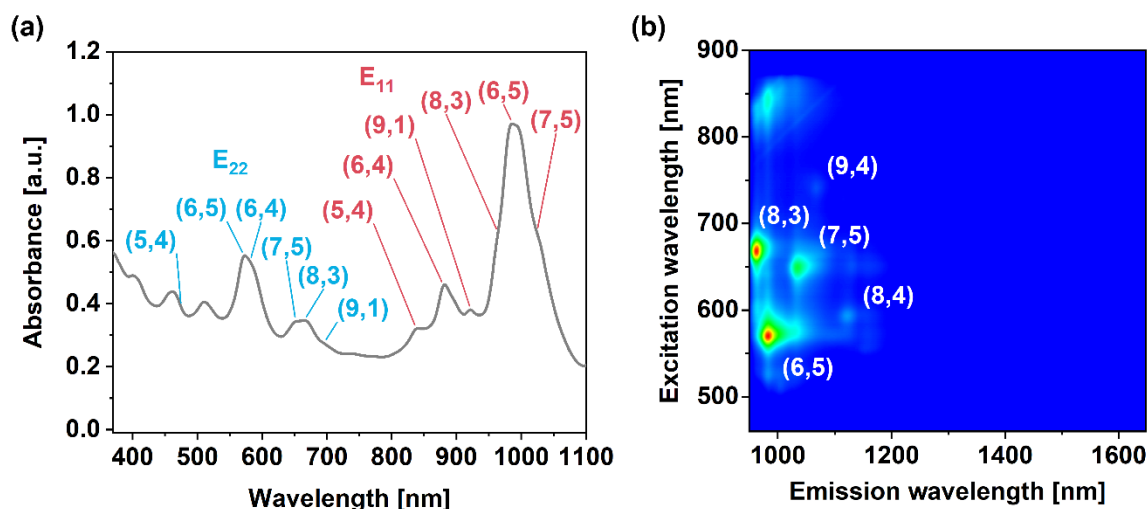 (a)
Absorbance [a.u.]
1.2
1.0
0.8
0.6
0.4
0.2
0.0
E22
(5,4)
(6,5)
(6,4)
(7,5)
(8,3)
(9,1)
E11
(5,4)
(6,4)
(9,1)
(8,3)
(6,5)
(7,5)
400 500 600 700 800 900 1000 1100
Wavelength [nm]
(b)
Excitation wavelength [nm]
900
800
700
600
500
(9,4)
(8,3)
(7,5)
(8,4)
(6,5)
1000 1200 1400 1600
Emission wavelength [nm]